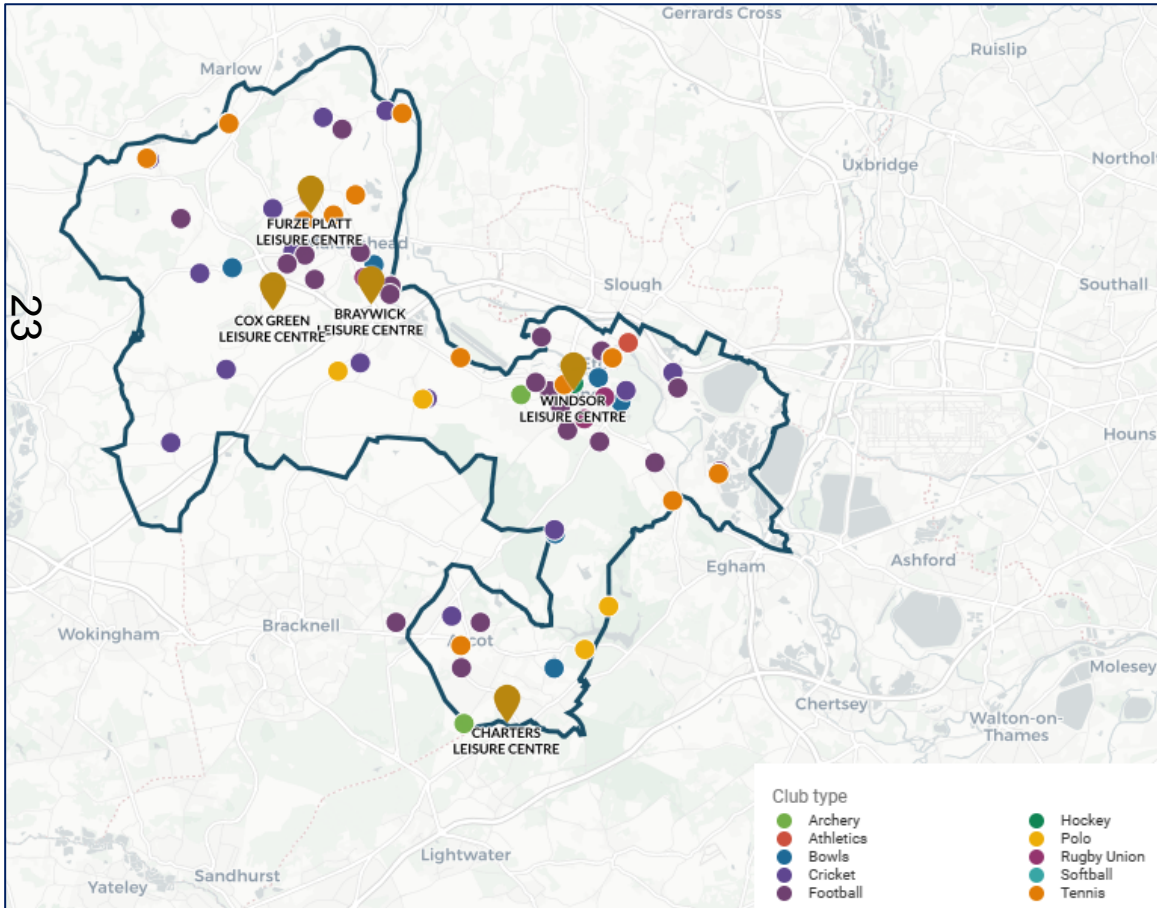 Gerrards Cross
Ruislip
Marlow
Uxbridge
Northolt
FURZE PLATT
LEISURE CENTRE
Slough
Southall
23
BRAYWICK
LEISURE CENTRE
COX GREEN
LEISURE CENTRE
WINDSOR
LEISURE CENTRE
Houns
Egham
Ashford
Wokingham
Bracknell
Ascot
Molesey
Chertsey
Walton-on-
Thames
CHARTERS
LEISURE CENTRE
Lightwater
Sandhurst
Yateley
Club type
Archery
Athletics
Bowls
Cricket
Football
Hockey
Polo
Rugby Union
Softball
Tennis